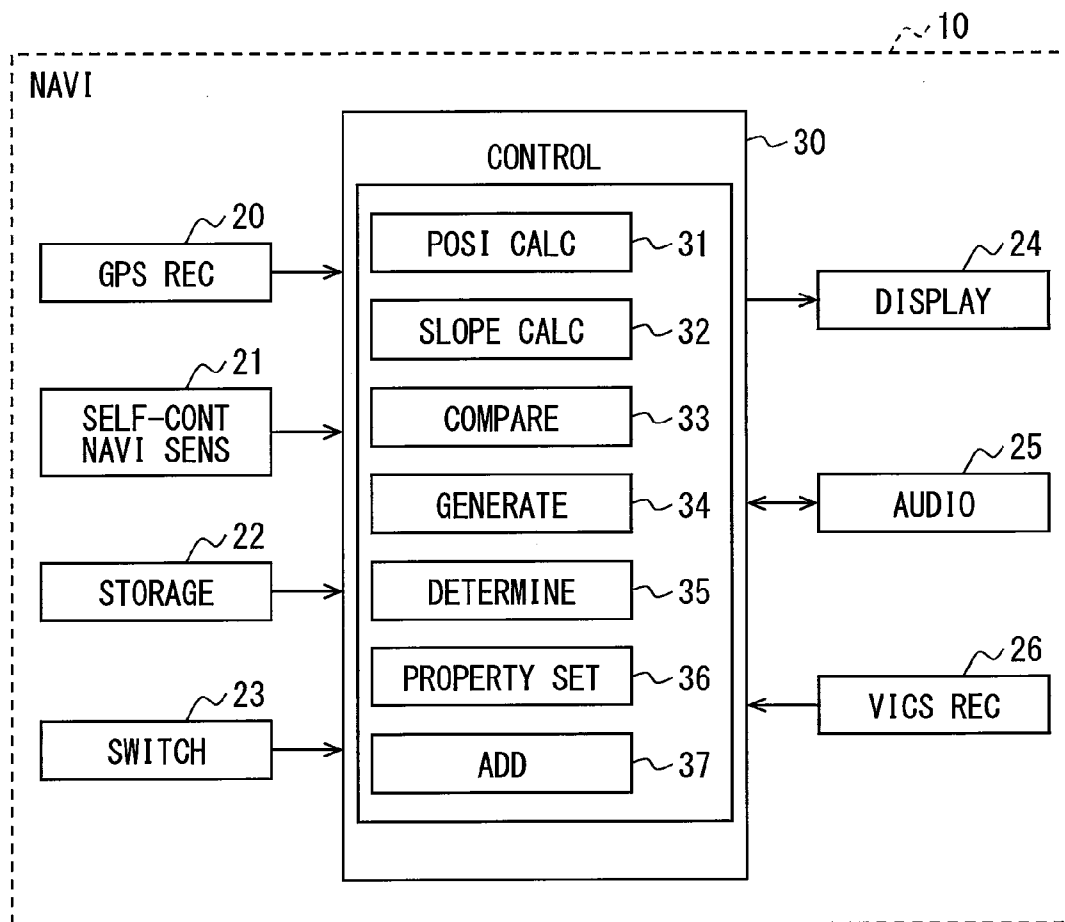 10
NAVI
CONTROL
30
20
GPS REC
21
SELF-CONT
NAVI SENS
22
STORAGE
23
SWITCH
POSI CALC
31
SLOPE CALC
32
COMPARE
33
GENERATE
34
DETERMINE
35
PROPERTY SET
36
ADD
37
24
DISPLAY
25
AUDIO
26
VICS REC